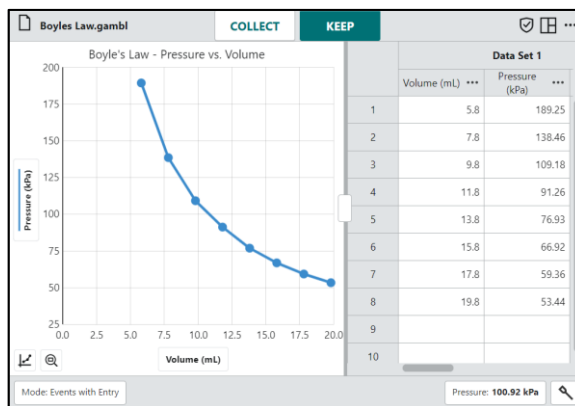 Boyles Law.gambl
COLLECT
KEEP
Boyle's Law - Pressure vs. Volume
200
175
150
125
100
75
50
25
Pressure (kPa)
0.0 2.5 5.0 7.5 10.0 12.5 15.0 17.5 20.0
Volume (mL)
Data Set 1
Volume (mL) Pressure (kPa)
1 5.8 189.25
2 7.8 138.46
3 9.8 109.18
4 11.8 91.26
5 13.8 76.93
6 15.8 66.92
7 17.8 59.36
8 19.8 53.44
9
10
Mode: Events with Entry
Pressure: 100.92 kPa